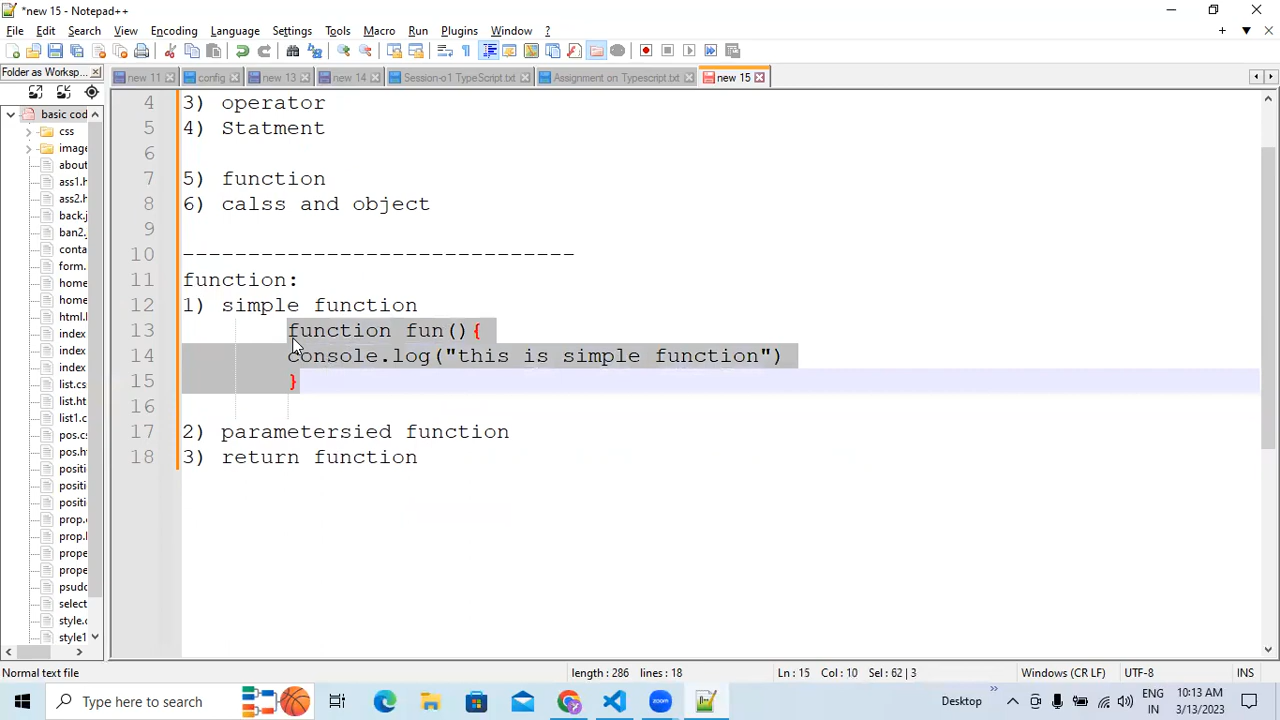 *new 15 - Notepad++
File Edit Search View Encoding Language Settings Tools Macro Run Plugins Window ?
Folder as Worksp...
new 11 config new 13 new 14 Session-o1 TypeScript.txt Assignment on Typescript.txt new 15
basic cod
css
image
about
ass1.h
ass2.h
back.j
ban2.
conta
form.
home
home
html.l
index
index
index
list.cs
list.ht
list1.c
pos.cs
pos.ht
positi
positi
positi
prop.c
prop.l
prope
prope
psudo
select
style.c
style1
4 3) operator
5 4) Statment
6
7 5) function
8 6) calss and object
9
10 ------------------------------
11 function:
12 1) simple function
13 function fun(){
14 console.log("this is simple function")
15 }
16
17 2) parametersied function
18 3) return function
Normal text file length : 286 lines : 18 Ln : 15 Col : 10 Sel : 62 | 3 Windows (CR LF) UTF-8 INS
Type here to search zoom Desktop ENG IN 10:13 AM 3/13/2023